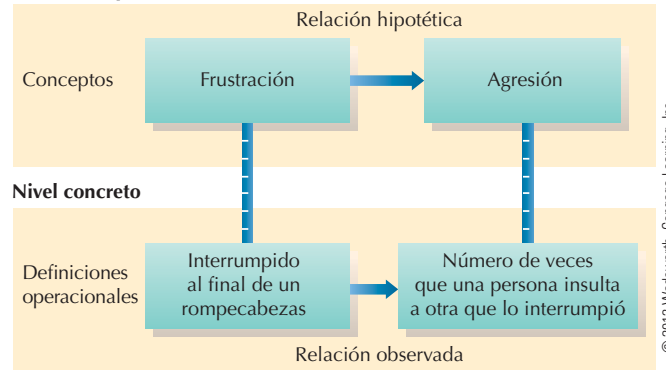 Relación hipotética
Conceptos
Frustración
Agresión
Nivel concreto
Definiciones
operacionales
Interrumpido
al final de un
rompecabezas
Número de veces
que una persona insulta
a otra que lo interrumpió
Relación observada